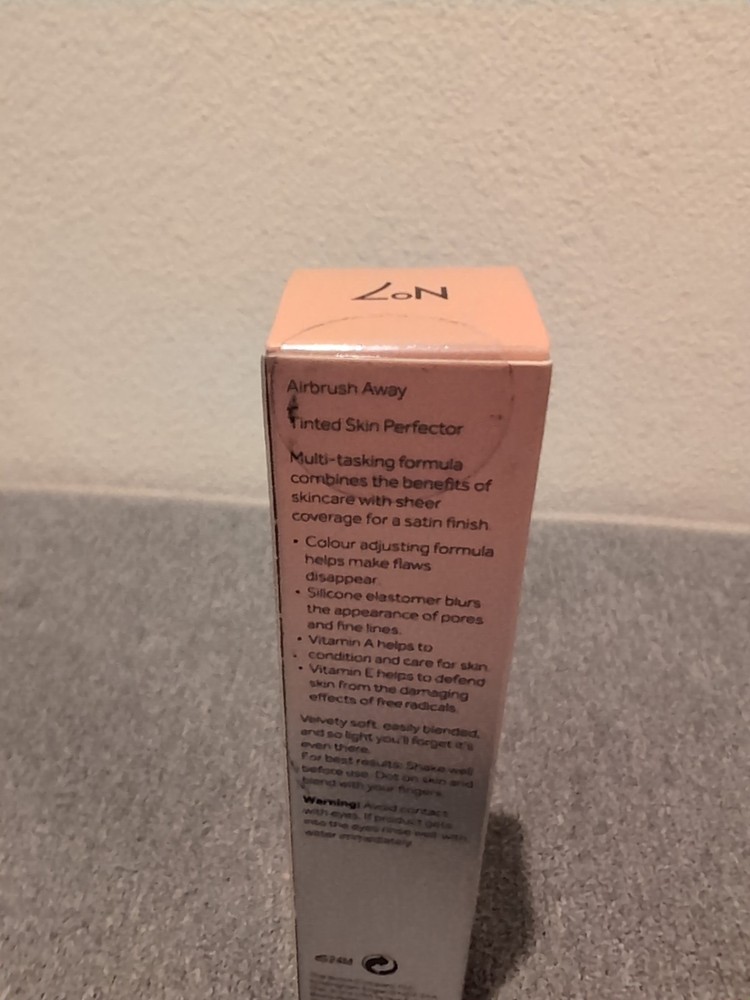 No7
Airbrush Away
Tinted Skin Perfector
Multi-tasking formula
combines the benefits of
skincare with sheer
coverage for a satin finish.
• Colour adjusting formula
helps make flaws
disappear.
• Silicone elastomer blurs
the appearance of pores
and fine lines.
• Vitamin A helps to
condition and care for skin.
• Vitamin E helps to defend
skin from the damaging
effects of free radicals.
Velvety soft, easily blended,
and so light you'll forget it's
even there.
For best results: Shake well
before use. Dot on skin and
blend with your fingers.
Warning: Avoid contact
with eyes. If product gets
into the eyes rinse well with
water immediately.
24M